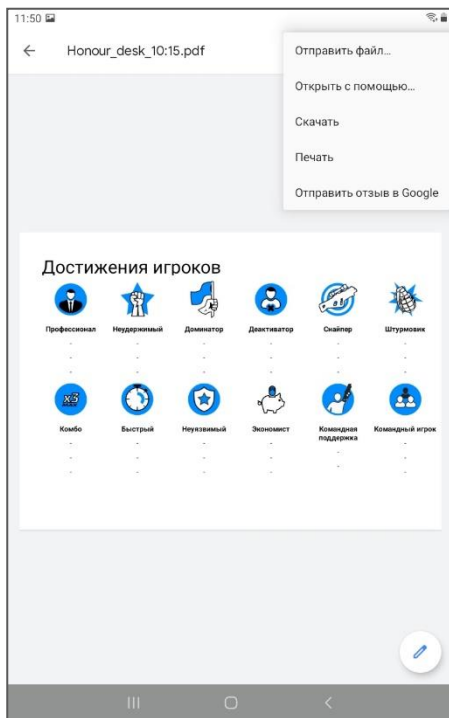 11:50
Honour_desk_10:15.pdf
Отправить файл...
Открыть с помощью...
Скачать
Печать
Отправить отзыв в Google
Достижения игроков
Профессионал
Неудержимый
Доминатор
Деактиватор
Снайпер
Штурмовик
- - - - - -
- - - - - -
- - - - - -
x3
Комбо
Быстрый
Неуязвимый
Экономист
Командная
поддержка
Командный игрок
- - - - - -
- - - - - -
- - - - - -